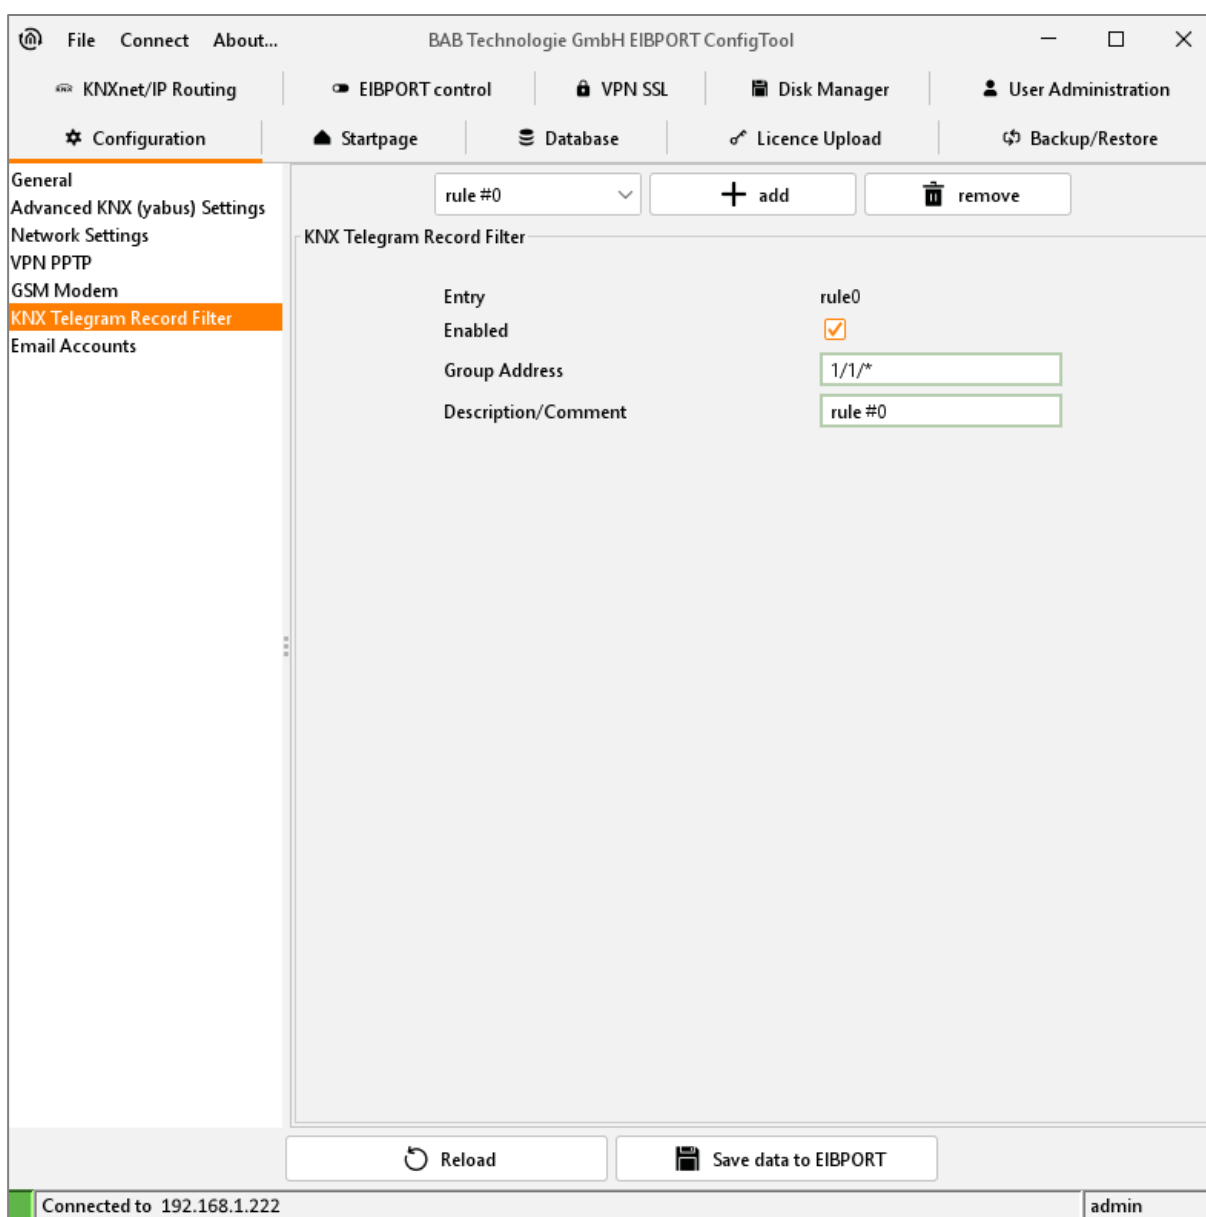 File Connect About... BAB Technologie GmbH EIBPORT ConfigTool
KNXnet/IP Routing EIBPORT control VPN SSL Disk Manager User Administration
Configuration Startpage Database Licence Upload Backup/Restore
General
Advanced KNX (yabus) Settings
Network Settings
VPN PPTP
GSM Modem
KNX Telegram Record Filter
Email Accounts
rule #0 add remove
KNX Telegram Record Filter
Entry rule0
Enabled
Group Address 1/1/*
Description/Comment rule #0
Reload Save data to EIBPORT
Connected to 192.168.1.222 admin